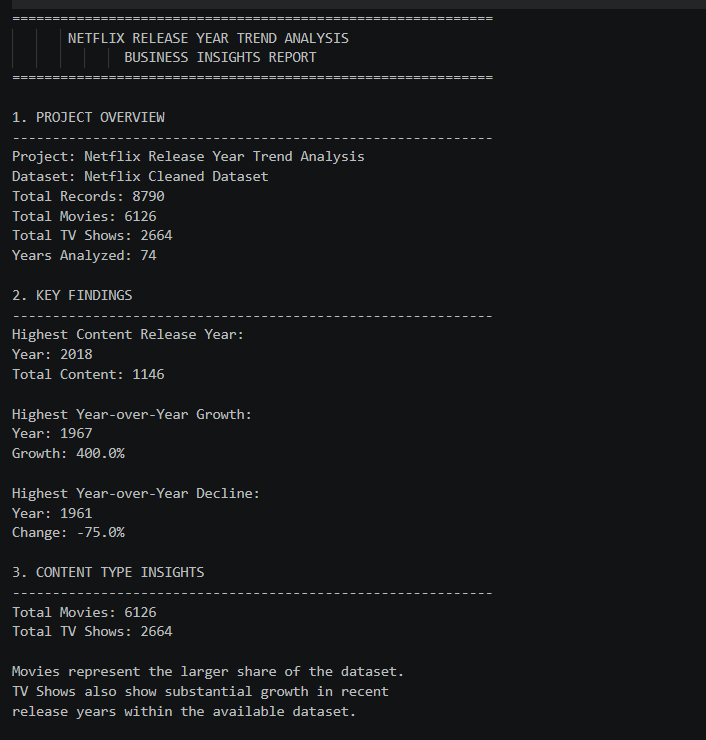 ============================================================
NETFLIX RELEASE YEAR TREND ANALYSIS
BUSINESS INSIGHTS REPORT
============================================================
1. PROJECT OVERVIEW
------------------------------------------------------------
Project: Netflix Release Year Trend Analysis
Dataset: Netflix Cleaned Dataset
Total Records: 8790
Total Movies: 6126
Total TV Shows: 2664
Years Analyzed: 74
2. KEY FINDINGS
------------------------------------------------------------
Highest Content Release Year:
Year: 2018
Total Content: 1146
Highest Year-over-Year Growth:
Year: 1967
Growth: 400.0%
Highest Year-over-Year Decline:
Year: 1961
Change: -75.0%
3. CONTENT TYPE INSIGHTS
------------------------------------------------------------
Total Movies: 6126
Total TV Shows: 2664
Movies represent the larger share of the dataset.
TV Shows also show substantial growth in recent
release years within the available dataset.